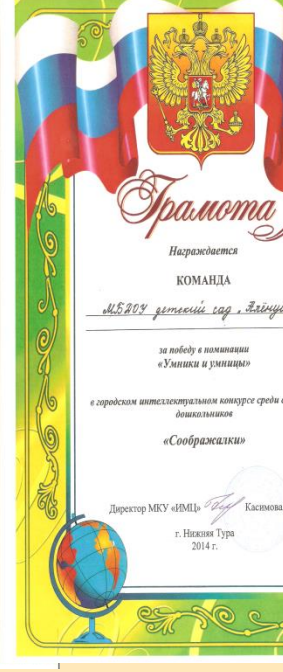 Грамота
Награждается
КОМАНДА
МБДОУ детский сад „Алёнуш
за победу в номинации
«Умники и умницы»
в городском интеллектуальном конкурсе среди
дошкольников
«Соображалки»
Директор МКУ «ИМЦ» Касимова
г. Нижняя Тура
2014 г.